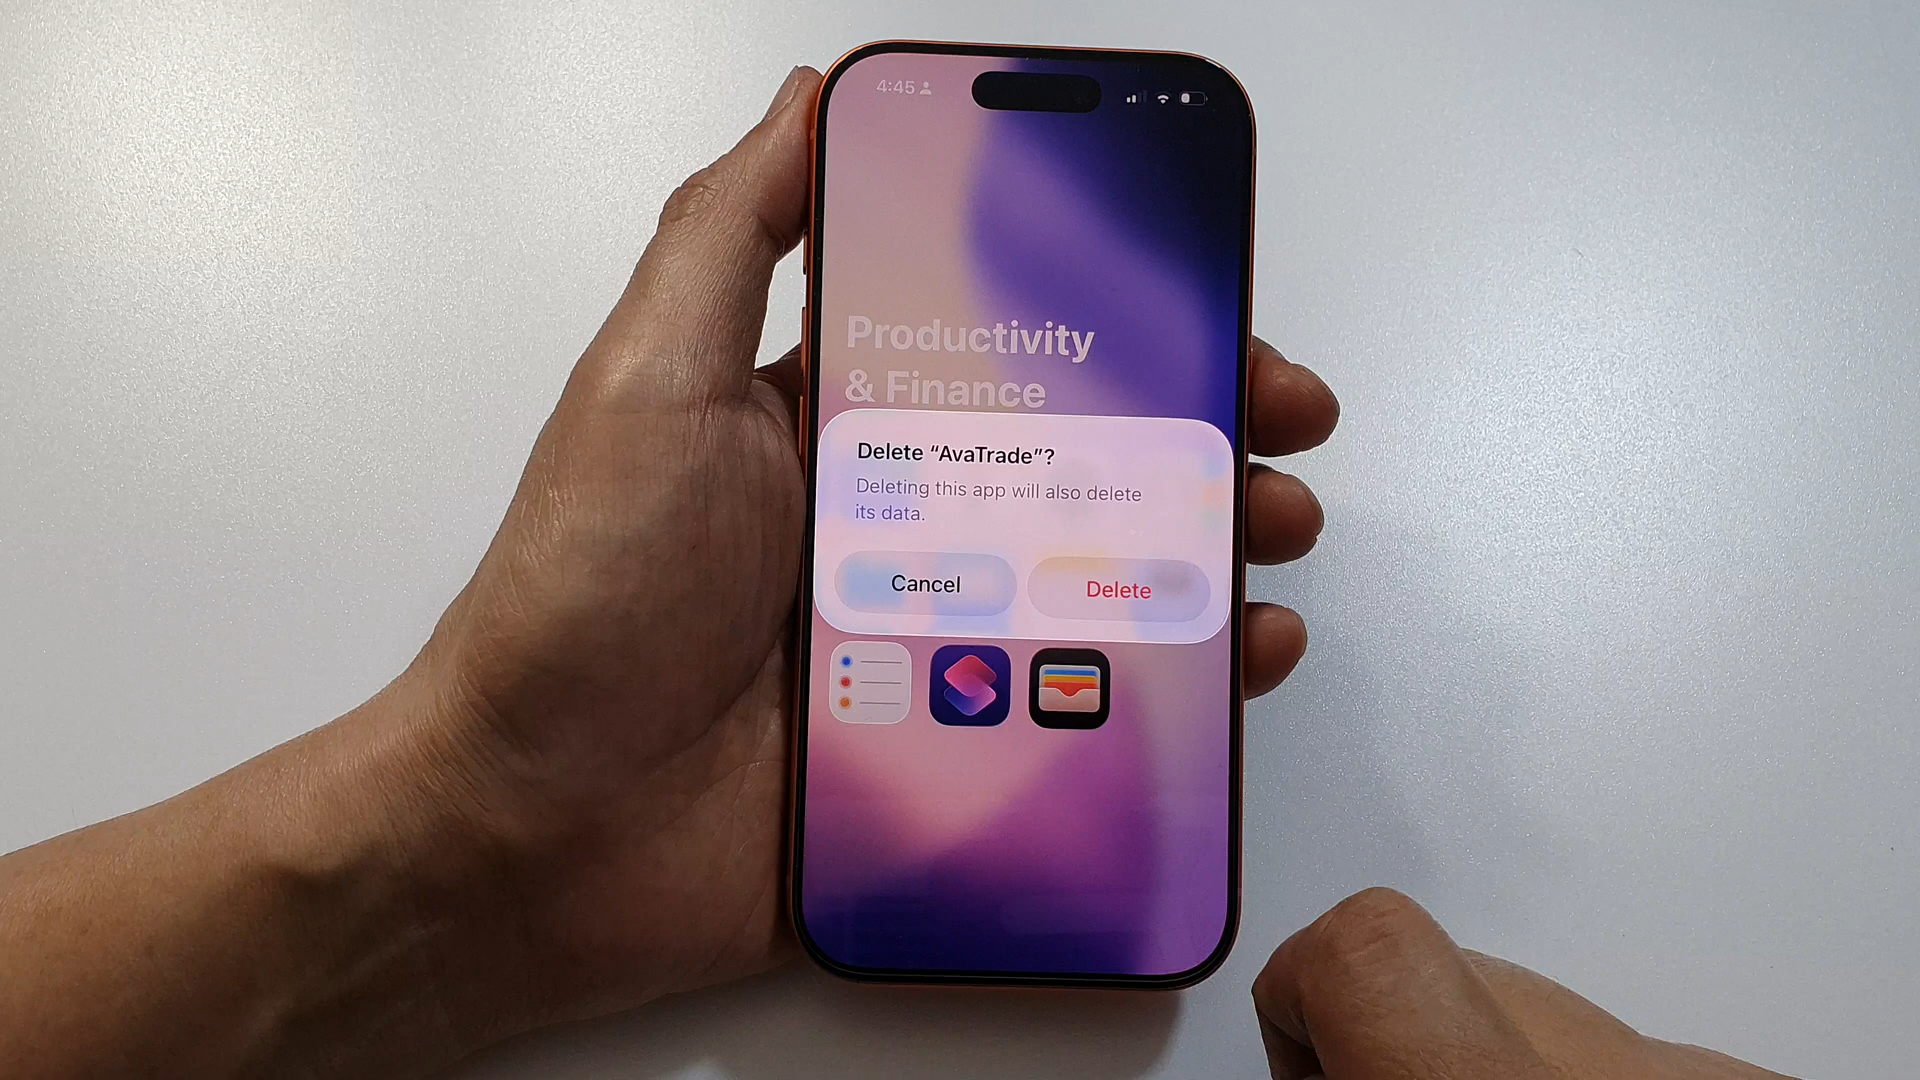 4:45
Productivity
& Finance
Delete “AvaTrade”?
Deleting this app will also delete
its data.
Cancel
Delete